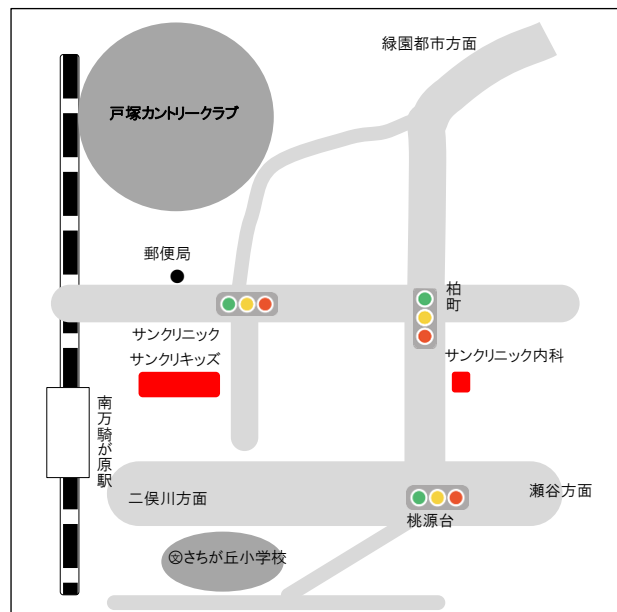 緑園都市方面
戸塚カントリークラブ
郵便局
柏町
サンクリニック
サンクリキッズ
サンクリニック内科
南万騎が原駅
二俣川方面
瀬谷方面
桃源台
文さちが丘小学校